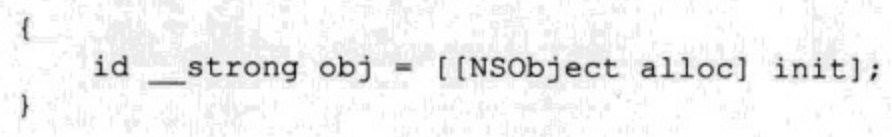 {
    id __strong obj = [[NSObject alloc] init];
}